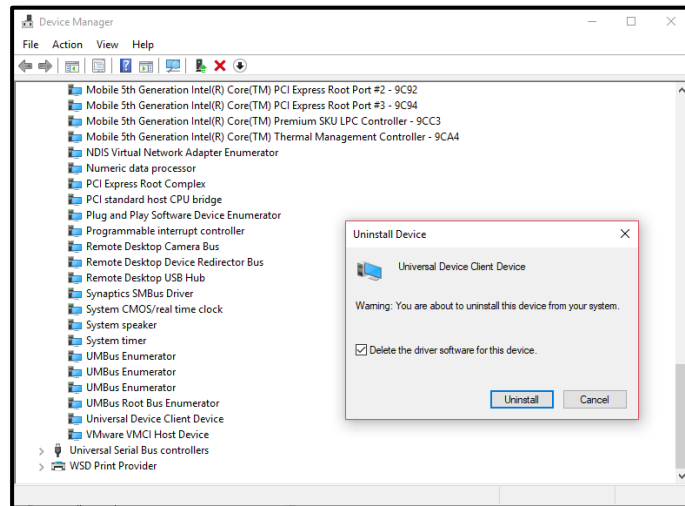 Device Manager
File Action View Help
Mobile 5th Generation Intel(R) Core(TM) PCI Express Root Port #2 - 9C92
Mobile 5th Generation Intel(R) Core(TM) PCI Express Root Port #3 - 9C94
Mobile 5th Generation Intel(R) Core(TM) Premium SKU LPC Controller - 9CC3
Mobile 5th Generation Intel(R) Core(TM) Thermal Management Controller - 9CA4
NDIS Virtual Network Adapter Enumerator
Numeric data processor
PCI Express Root Complex
PCI standard host CPU bridge
Plug and Play Software Device Enumerator
Programmable interrupt controller
Remote Desktop Camera Bus
Remote Desktop Device Redirector Bus
Remote Desktop USB Hub
Synaptics SMBus Driver
System CMOS/real time clock
System speaker
System timer
UMBus Enumerator
UMBus Enumerator
UMBus Enumerator
UMBus Root Bus Enumerator
Universal Device Client Device
VMware VMCI Host Device
Universal Serial Bus controllers
WSD Print Provider
Uninstall Device
Universal Device Client Device
Warning: You are about to uninstall this device from your system.
Delete the driver software for this device.
Uninstall Cancel